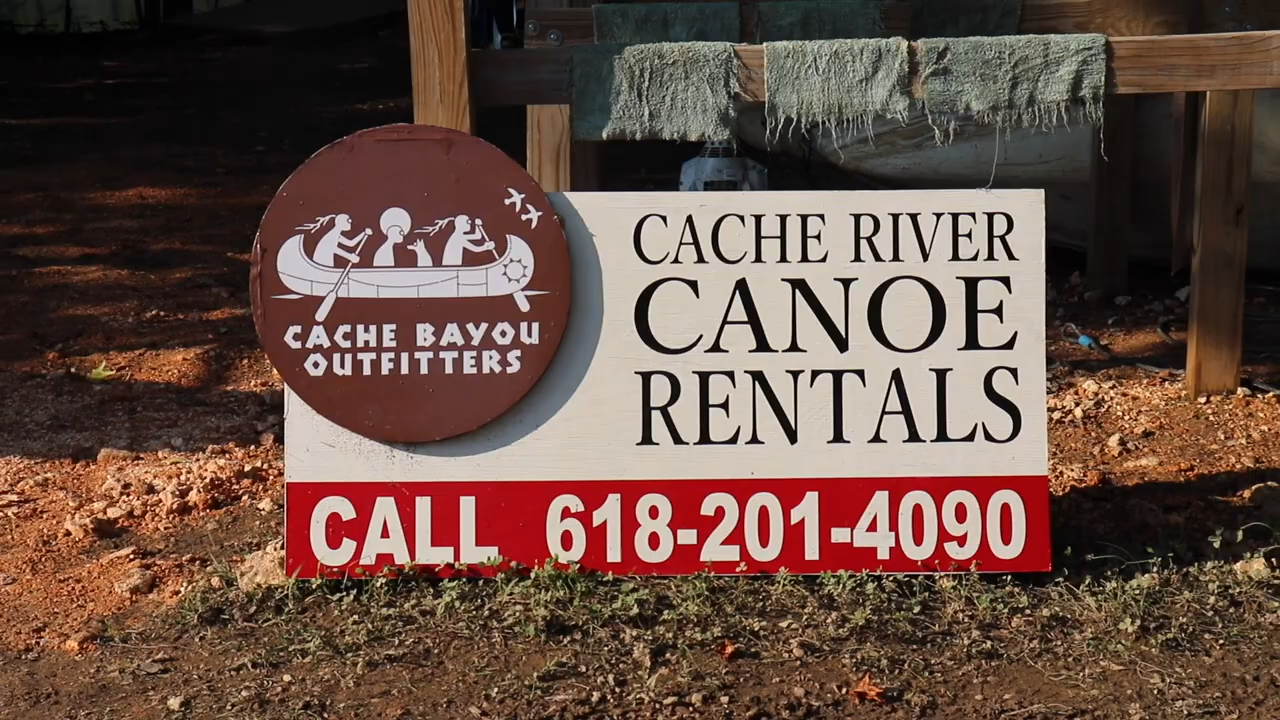 CACHE BAYOU
OUTFITTERS
CACHE RIVER
CANOE
RENTALS
CALL 618-201-4090